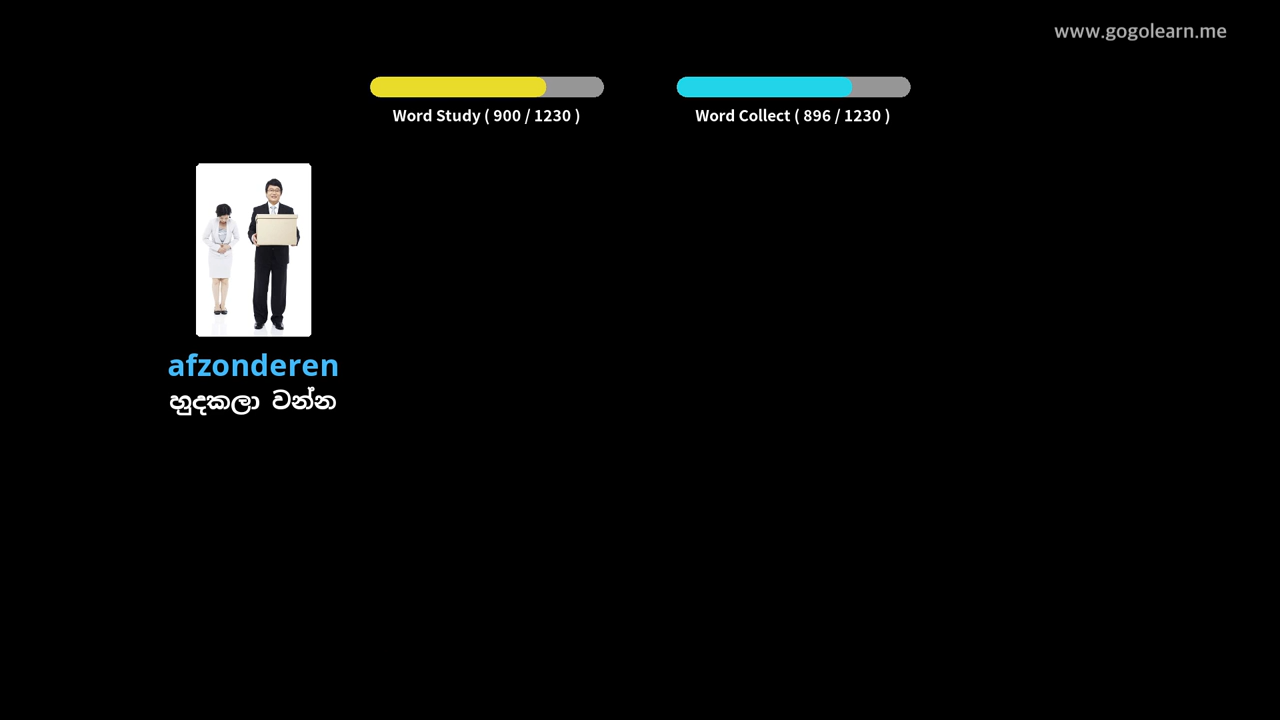 www.gogolearn.me
Word Study ( 900 / 1230 )
Word Collect ( 896 / 1230 )
afzonderen
හුදකලා වන්න